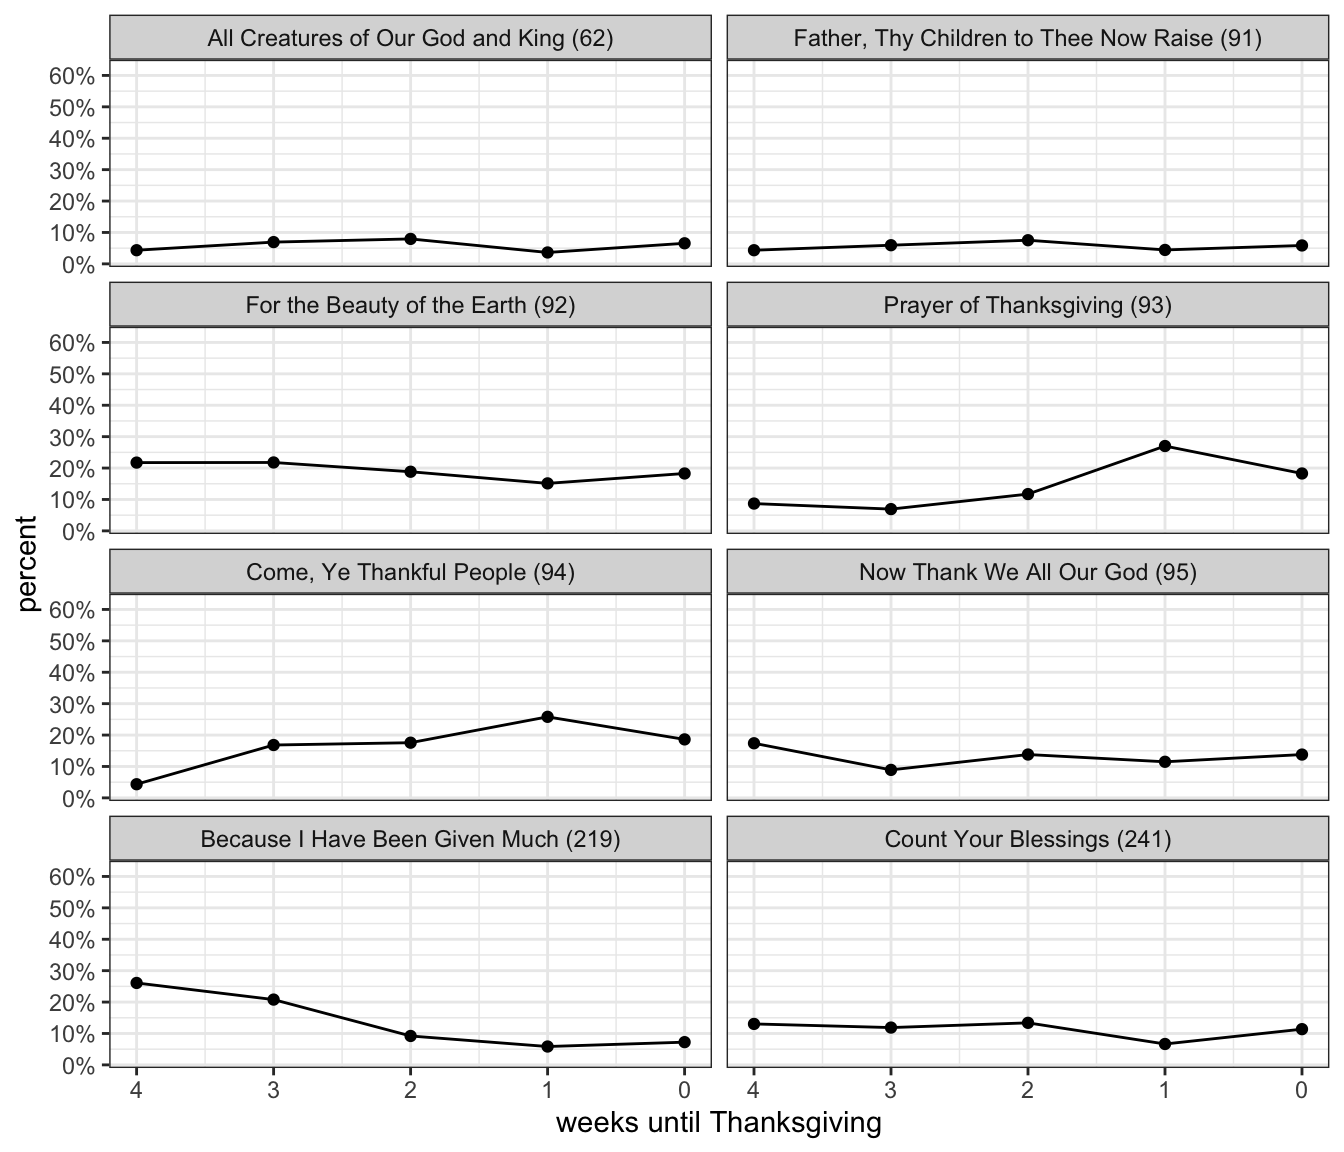 All Creatures of Our God and King (62)
Father, Thy Children to Thee Now Raise (91)
60%
50%
40%
30%
20%
10%
0%
For the Beauty of the Earth (92)
Prayer of Thanksgiving (93)
60%
50%
40%
30%
20%
10%
0%
percent
Come, Ye Thankful People (94)
Now Thank We All Our God (95)
60%
50%
40%
30%
20%
10%
0%
Because I Have Been Given Much (219)
Count Your Blessings (241)
60%
50%
40%
30%
20%
10%
0%
4 3 2 1 0
4 3 2 1 0
weeks until Thanksgiving